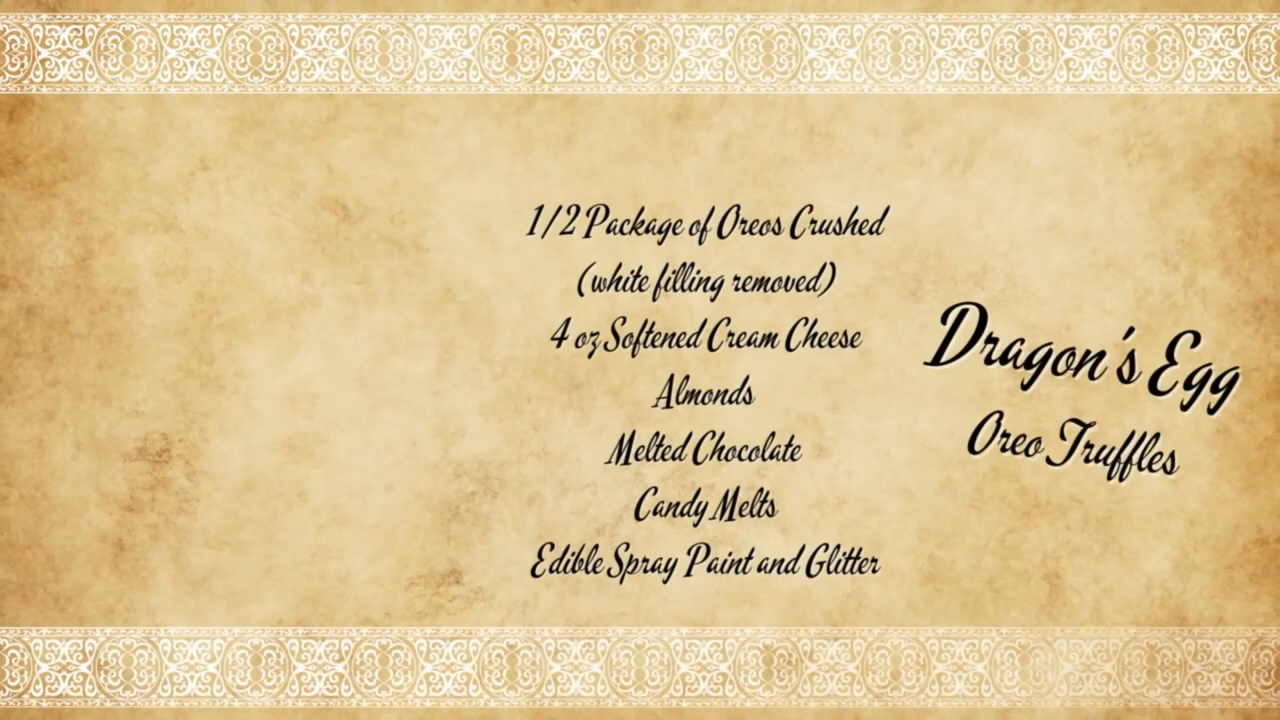 1/2 Package of Oreos Crushed
(white filling removed)
4 oz Softened Cream Cheese
Almonds
Melted Chocolate
Candy Melts
Edible Spray Paint and Glitter
Dragon's Egg
Oreo Truffles